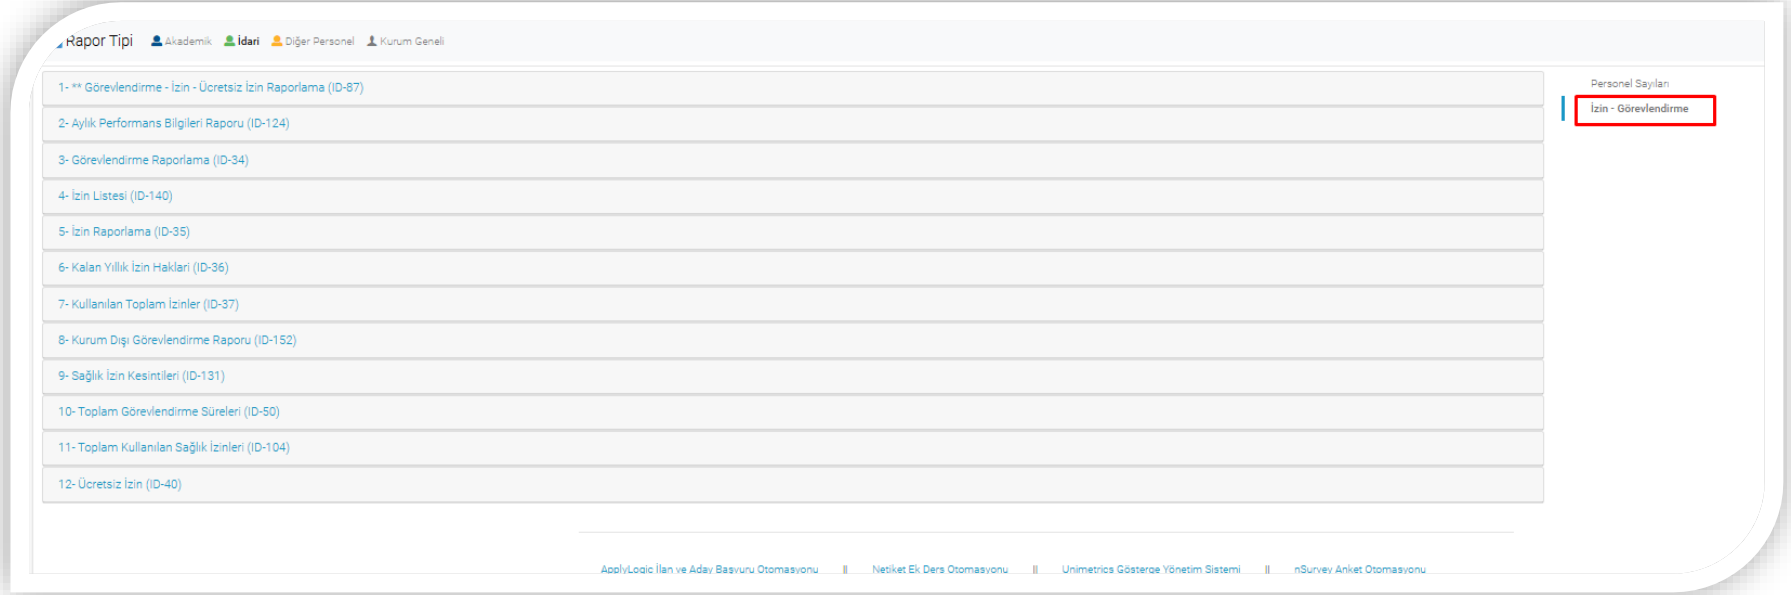 Rapor Tipi Akademik İdari Diğer Personel Kurum Geneli
1- ** Görevlendirme - İzin - Ücretsiz İzin Raporlama (ID-87)
2- Aylık Performans Bilgileri Raporu (ID-124)
3- Görevlendirme Raporlama (ID-34)
4- İzin Listesi (ID-140)
5- İzin Raporlama (ID-35)
6- Kalan Yıllık İzin Haklari (ID-36)
7- Kullanılan Toplam İzinler (ID-37)
8- Kurum Dışı Görevlendirme Raporu (ID-152)
9- Sağlık İzin Kesintileri (ID-131)
10- Toplam Görevlendirme Süreleri (ID-50)
11- Toplam Kullanılan Sağlık İzinleri (ID-104)
12- Ücretsiz İzin (ID-40)
Personel Sayıları
İzin - Görevlendirme
ApplyLogic İlan ve Aday Başvuru Otomasyonu || Netiket Ek Ders Otomasyonu || Unimetrics Gösterge Yönetim Sistemi || nSurvey Anket Otomasyonu